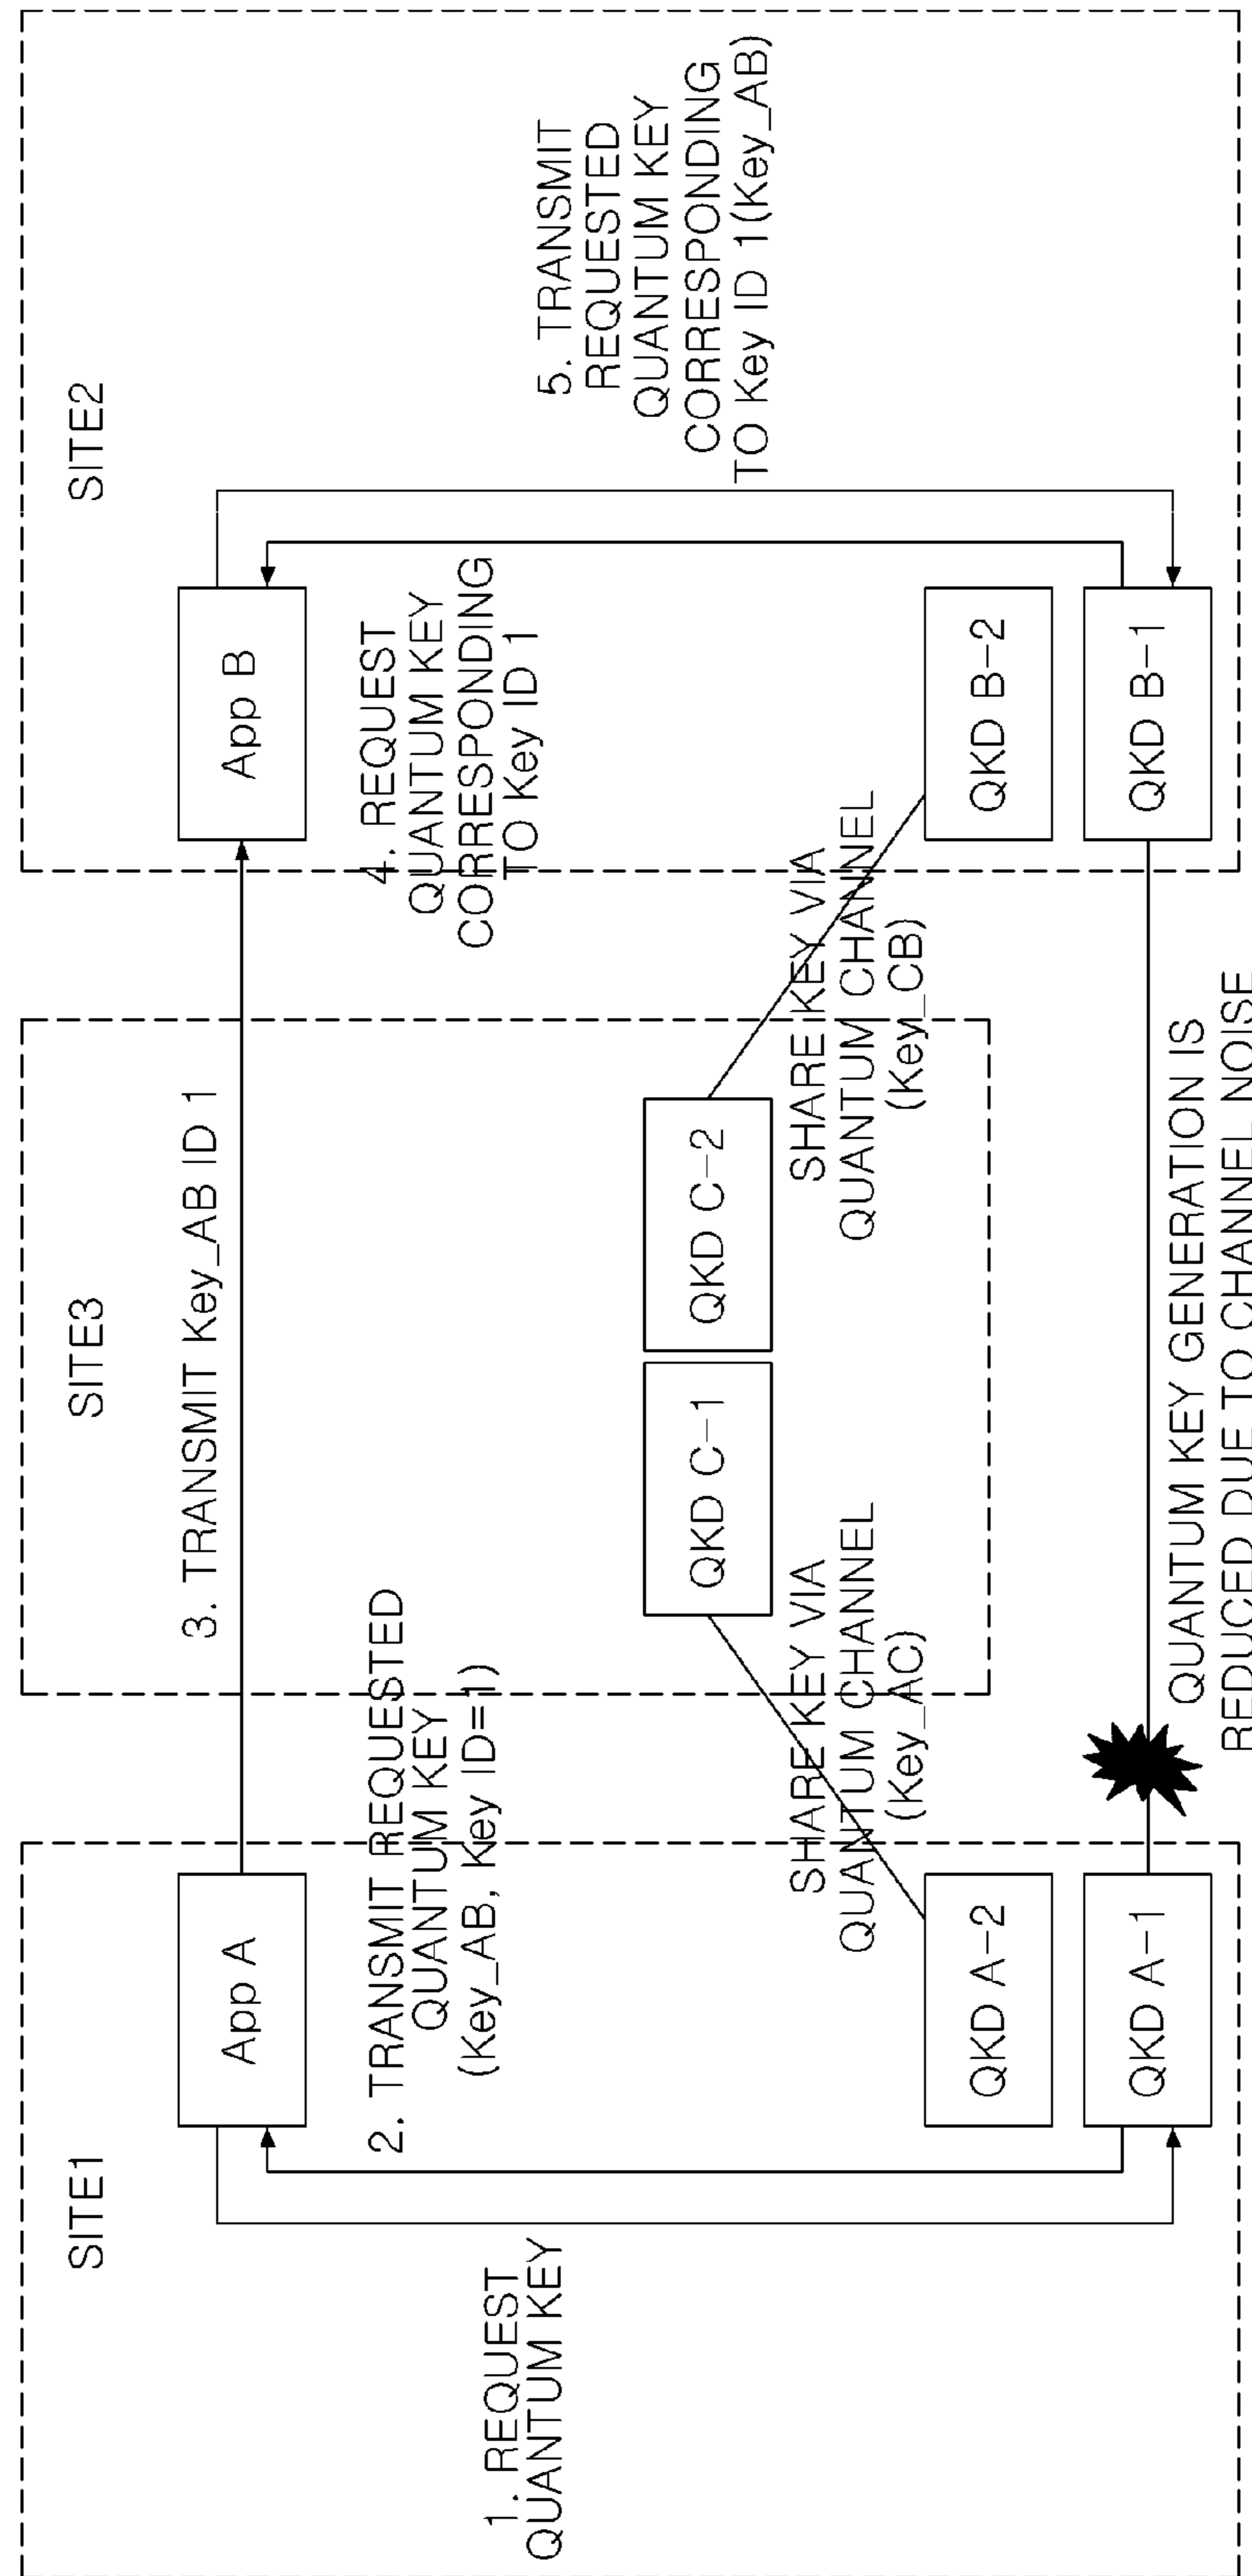 SITE1
SITE3
SITE2
App A
3. TRANSMIT Key_AB ID 1
App B
1. REQUEST
QUANTUM KEY
2. TRANSMIT REQUESTED
QUANTUM KEY
(Key_AB, Key ID=1)
4. REQUEST
QUANTUM KEY
CORRESPONDING
TO Key ID 1
5. TRANSMIT
REQUESTED
QUANTUM KEY
CORRESPONDING
TO Key ID 1(Key_AB)
QKD C-1
QKD C-2
SHARE KEY VIA
QUANTUM CHANNEL
(Key_AC)
SHARE KEY VIA
QUANTUM CHANNEL
(Key_CB)
QKD A-2
QKD B-2
QKD A-1
QKD B-1
QUANTUM KEY GENERATION IS
REDUCED DUE TO CHANNEL NOISE